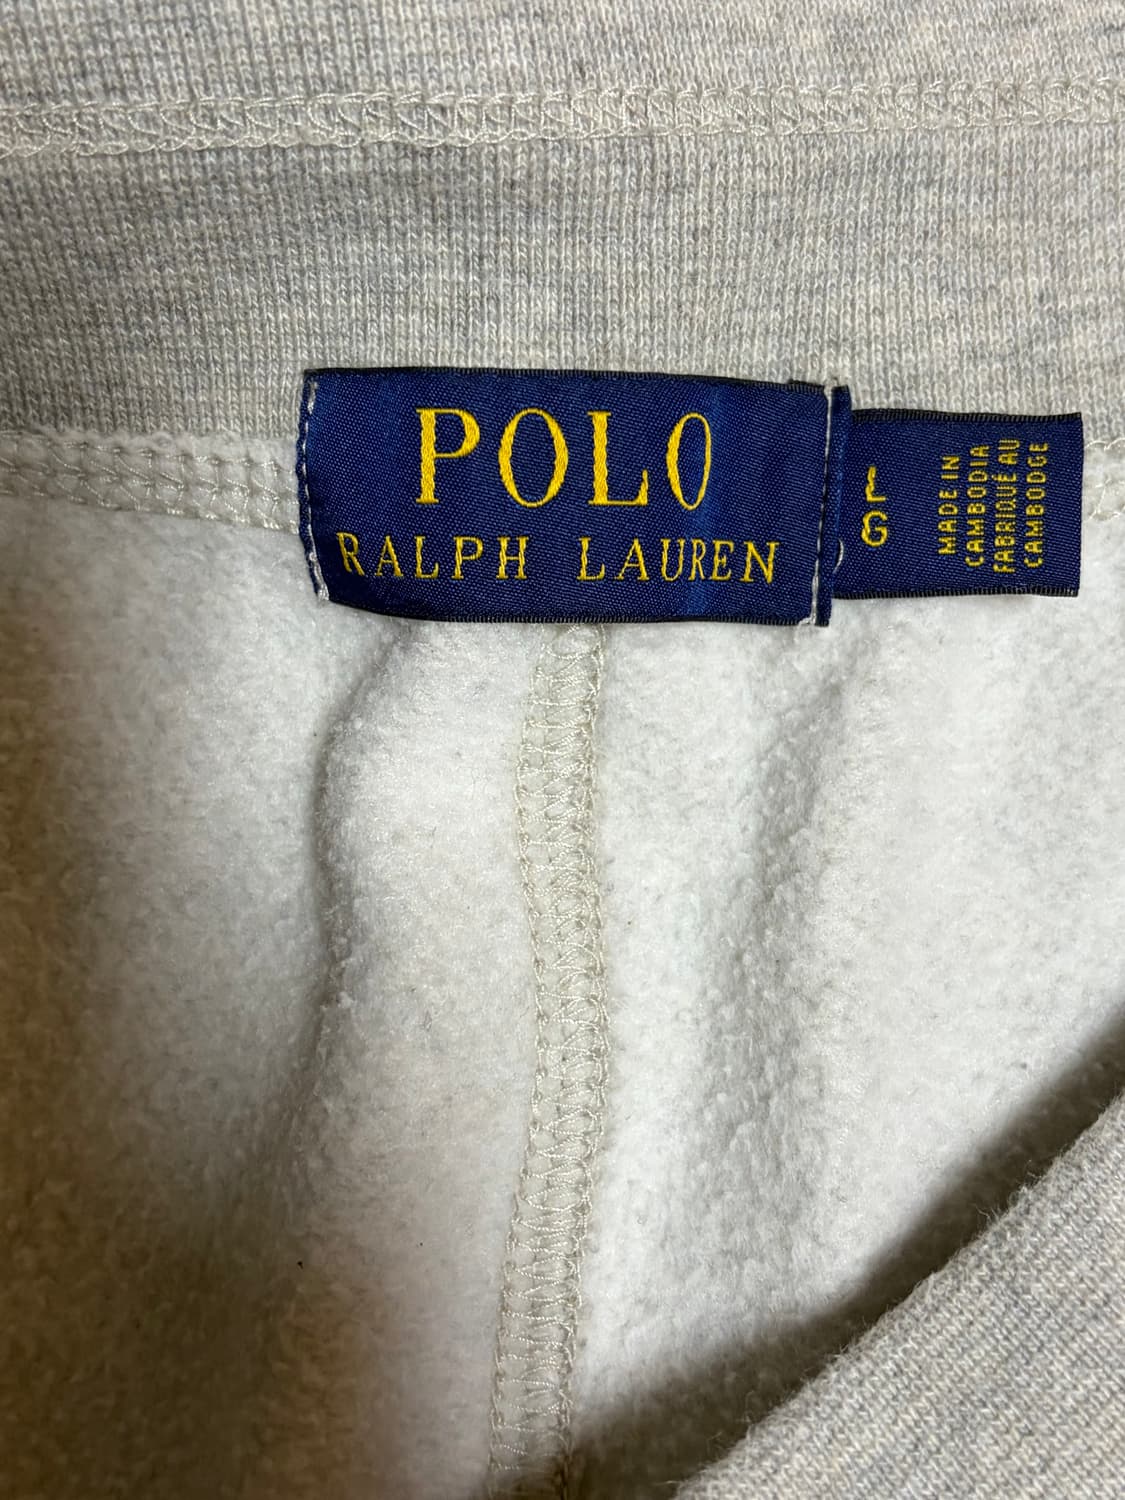 POLO
RALPH LAUREN
L
G
MADE IN
CAMBODIA
FABRIQUÉ AU
CAMBODGE